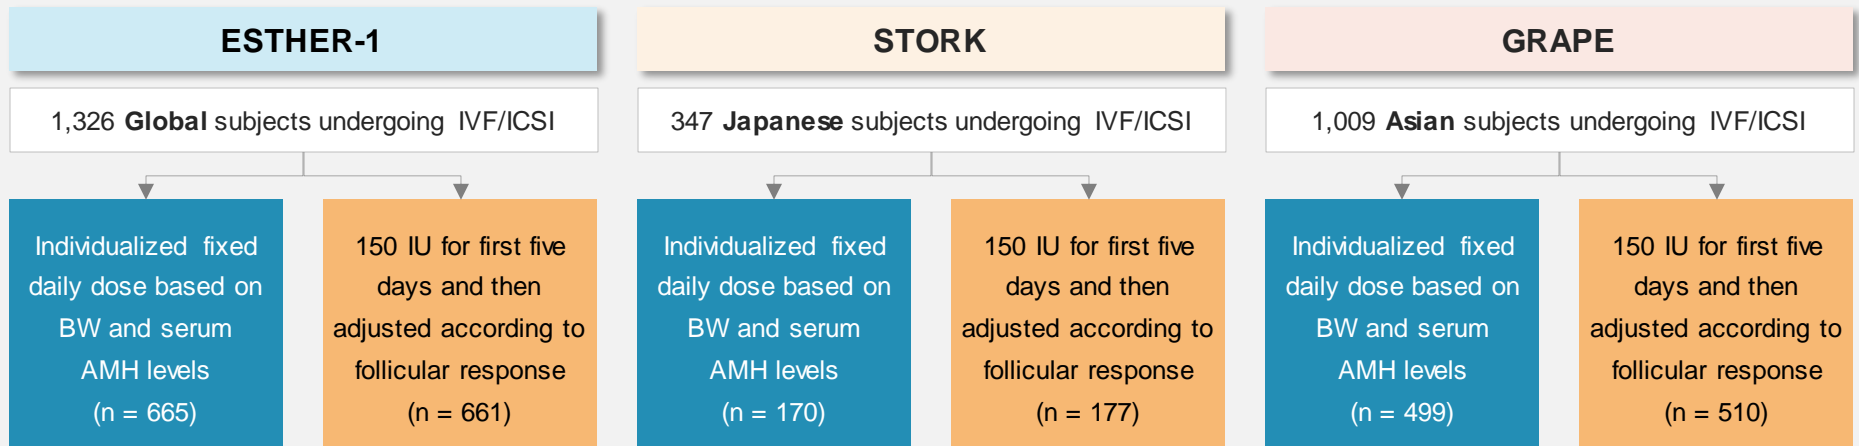 ESTHER-1
1,326 Global subjects undergoing IVF/ICSI
Individualized fixed
daily dose based on
BW and serum
AMH levels
(n = 665)
150 IU for first five
days and then
adjusted according to
follicular response
(n = 661)
STORK
347 Japanese subjects undergoing IVF/ICSI
Individualized fixed
daily dose based on
BW and serum
AMH levels
(n = 170)
150 IU for first five
days and then
adjusted according to
follicular response
(n = 177)
GRAPE
1,009 Asian subjects undergoing IVF/ICSI
Individualized fixed
daily dose based on
BW and serum
AMH levels
(n = 499)
150 IU for first five
days and then
adjusted according to
follicular response
(n = 510)